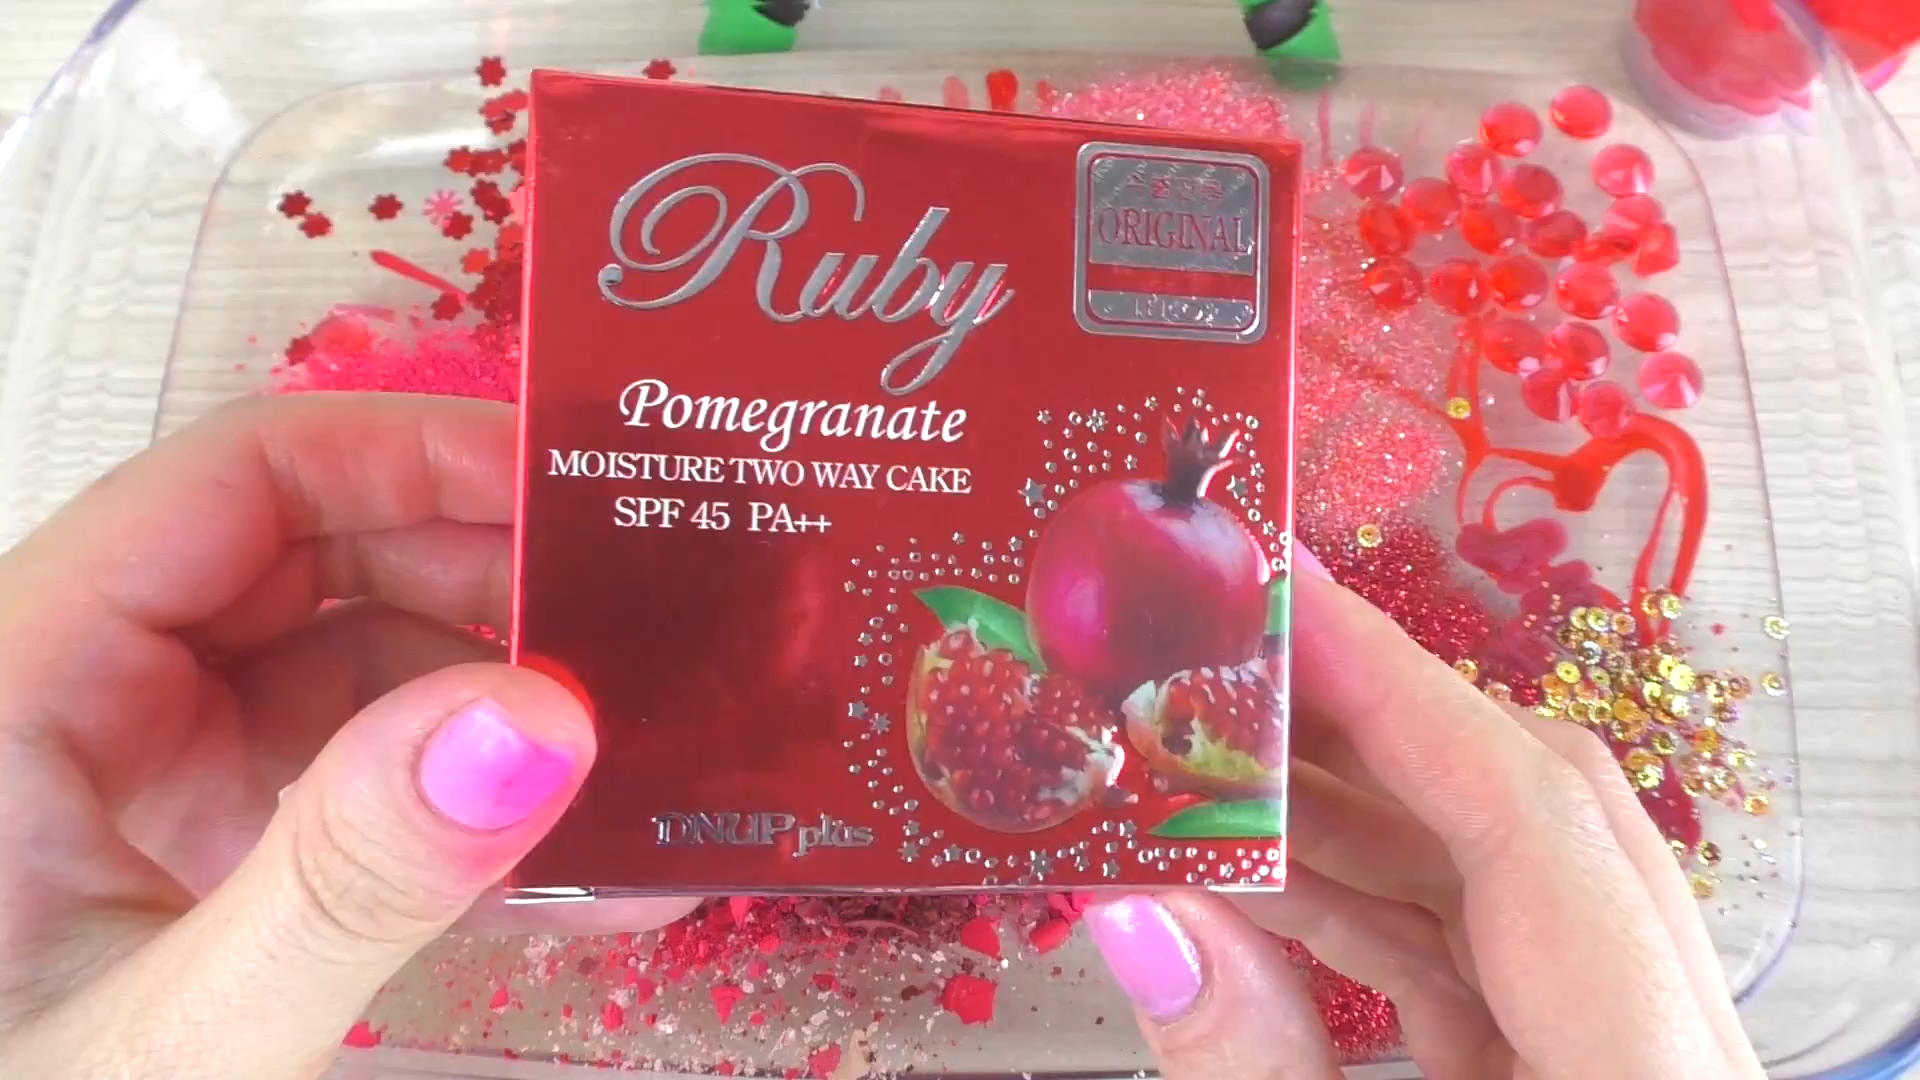 Ruby
ORIGINAL
Pomegranate
MOISTURE TWO WAY CAKE
SPF 45 PA++
DNUP plus